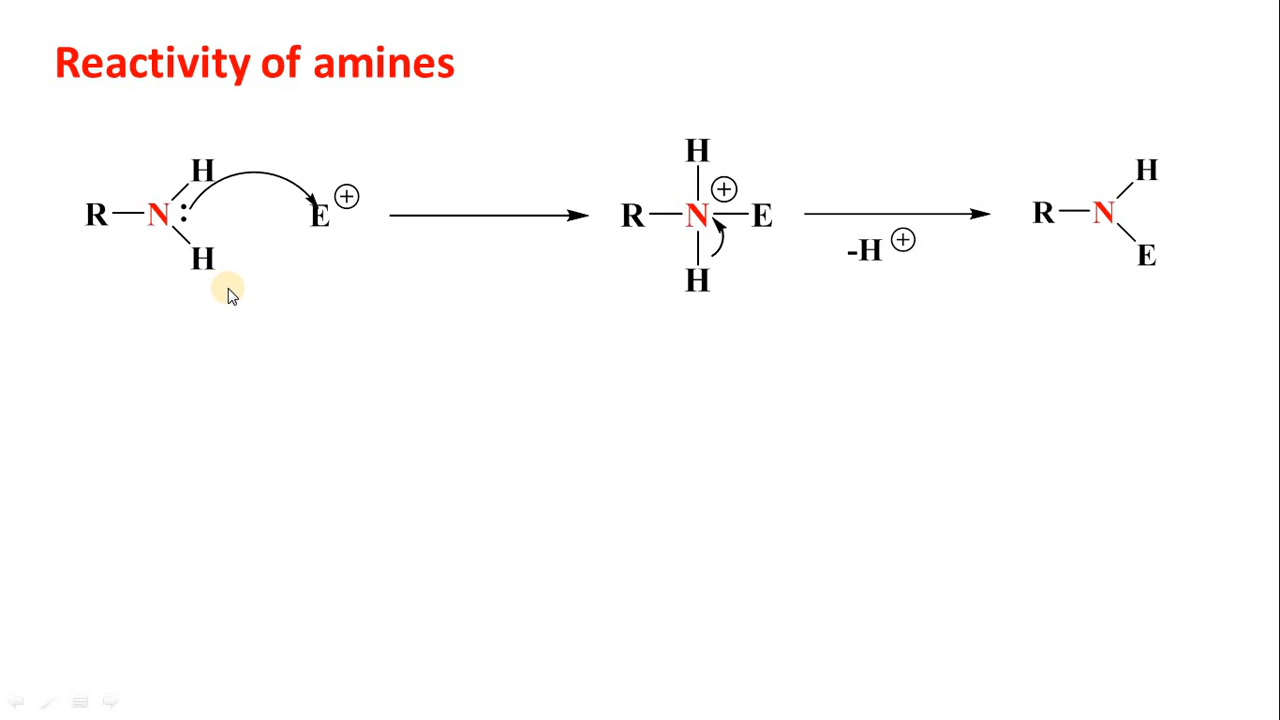 Reactivity of amines
R—N: H H E ⊕
R—N—E H H ⊕
-H ⊕
R—N H E